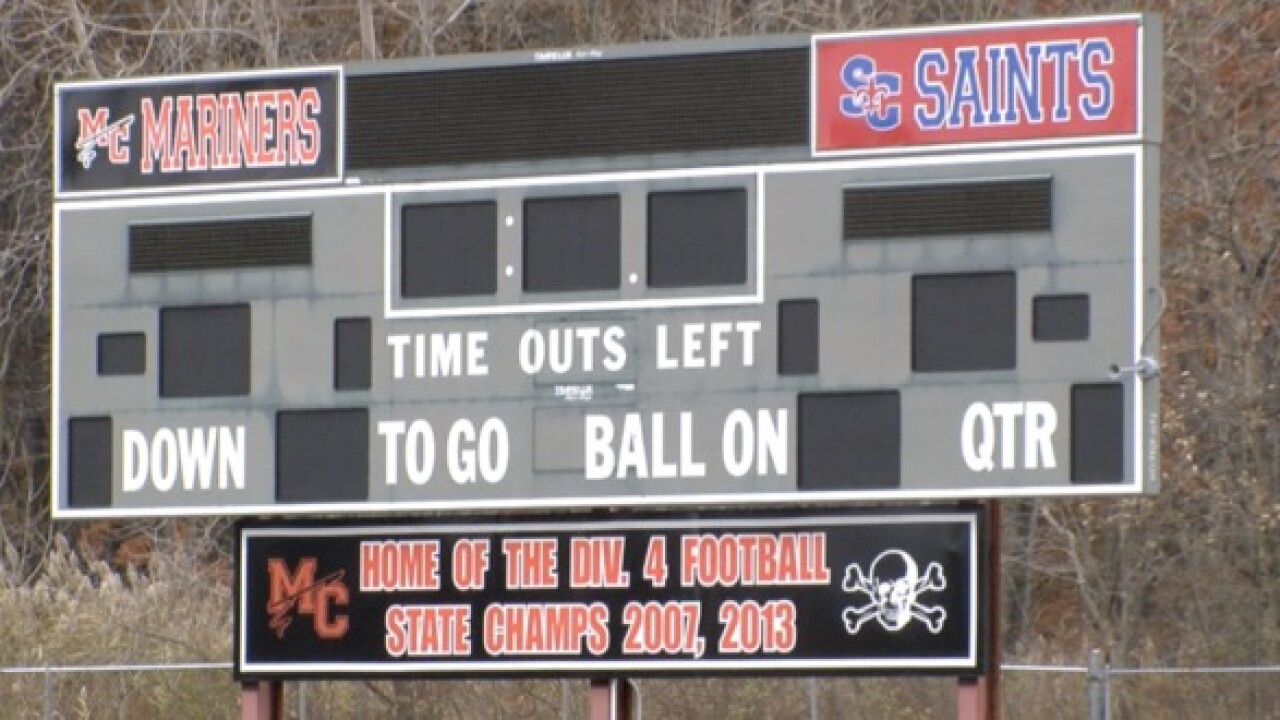 MC MARINERS
SC SAINTS
TIME OUTS LEFT
DOWN TO GO BALL ON QTR
MC
HOME OF THE DIV. 4 FOOTBALL
STATE CHAMPS 2007, 2013